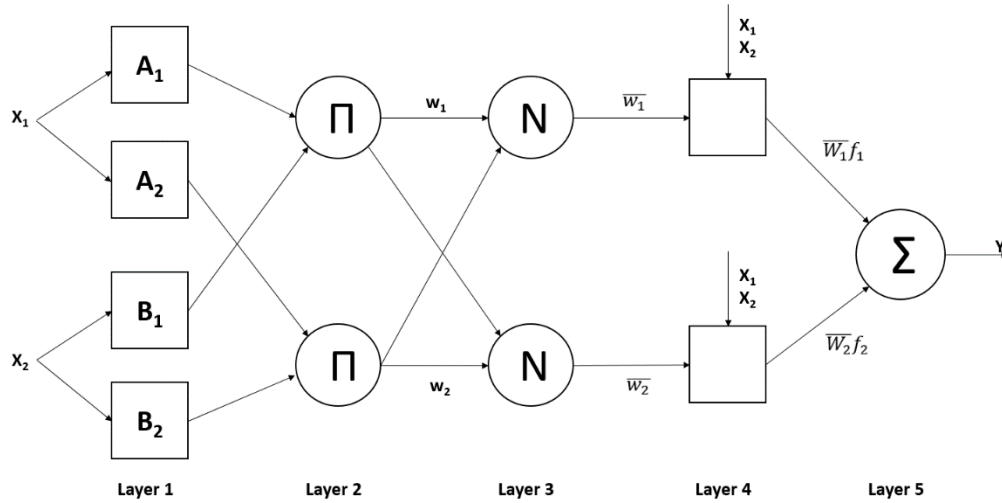 X₁
A₁
A₂
X₂
B₁
B₂
Π
Π
w₁
w₂
N
N
w̅₁
w̅₂
X₁
X₂
X₁
X₂
W̅₁f₁
W̅₂f₂
Σ
Y
Layer 1 Layer 2 Layer 3 Layer 4 Layer 5